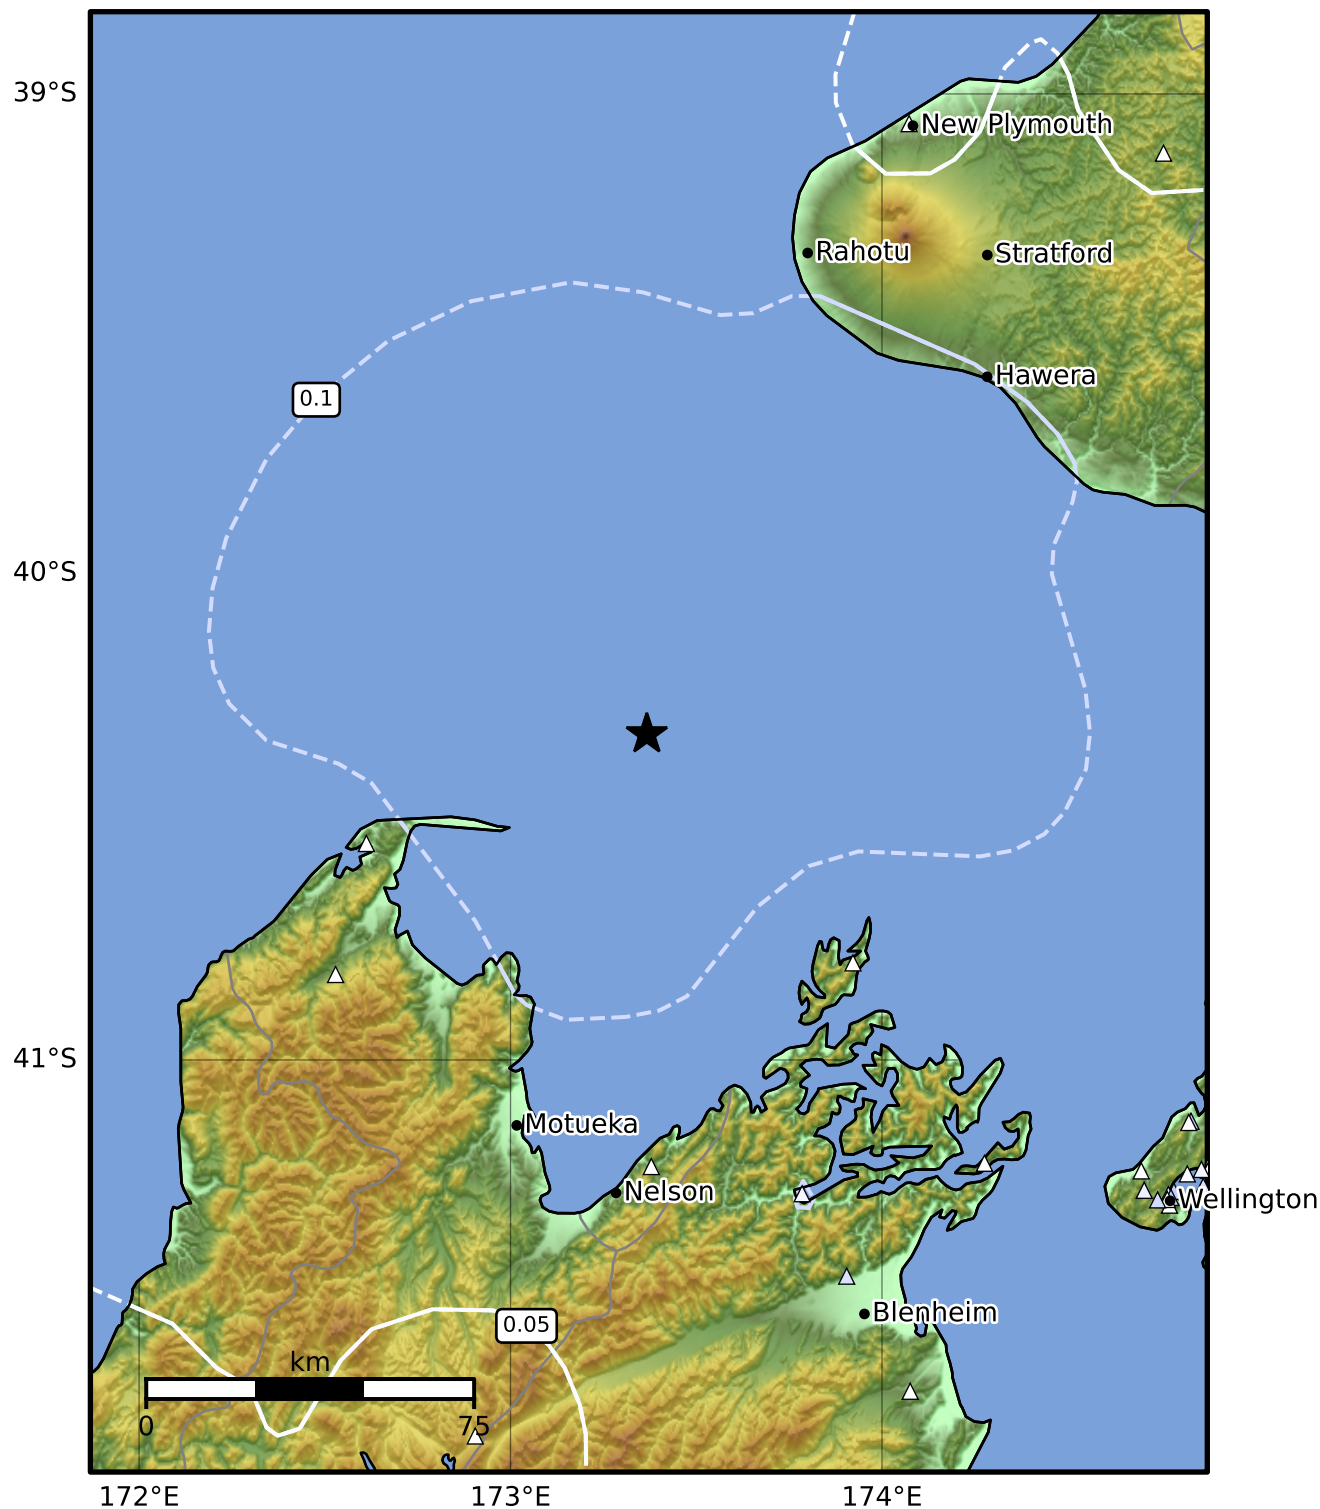 39°S
New Plymouth
Rahotu
Stratford
Hawera
0.1
40°S
41°S
Motueka
Nelson
Wellington
Blenheim
0.05
km
0 75
172°E 173°E 174°E